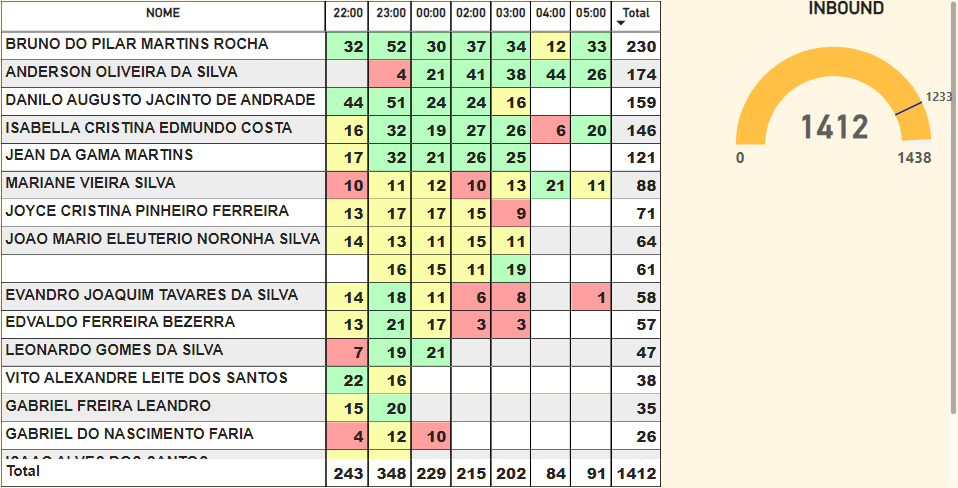 NOME 22:00 23:00 00:00 02:00 03:00 04:00 05:00 Total
BRUNO DO PILAR MARTINS ROCHA 32 52 30 37 34 12 33 230
ANDERSON OLIVEIRA DA SILVA 4 21 41 38 44 26 174
DANILO AUGUSTO JACINTO DE ANDRADE 44 51 24 24 16 159
ISABELLA CRISTINA EDMUNDO COSTA 16 32 19 27 26 6 20 146
JEAN DA GAMA MARTINS 17 32 21 26 25 121
MARIANE VIEIRA SILVA 10 11 12 10 13 21 11 88
JOYCE CRISTINA PINHEIRO FERREIRA 13 17 17 15 9 71
JOAO MARIO ELEUTERIO NORONHA SILVA 14 13 11 15 11 64
16 15 11 19 61
EVANDRO JOAQUIM TAVARES DA SILVA 14 18 11 6 8 1 58
EDVALDO FERREIRA BEZERRA 13 21 17 3 3 57
LEONARDO GOMES DA SILVA 7 19 21 47
VITO ALEXANDRE LEITE DOS SANTOS 22 16 38
GABRIEL FREIRA LEANDRO 15 20 35
GABRIEL DO NASCIMENTO FARIA 4 12 10 26
Total 243 348 229 215 202 84 91 1412
INBOUND
1233
1412
0 1438